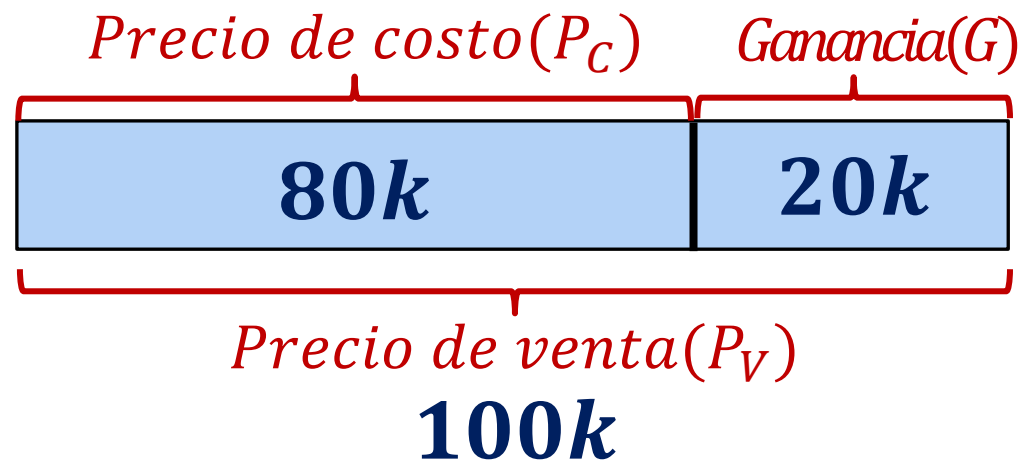 Precio de costo(P_C) Ganancia(G)
80k 20k
Precio de venta(P_V)
100k